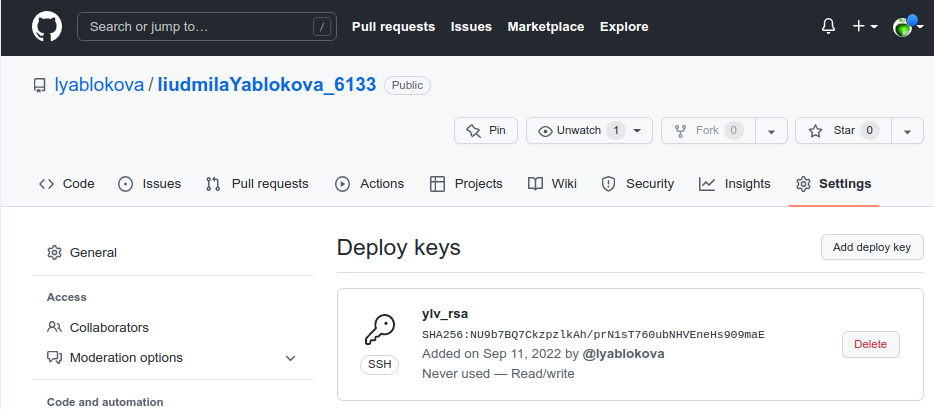 Search or jump to… /
Pull requests Issues Marketplace Explore
lyablokova / liudmilaYablokova_6133 Public
Pin Unwatch 1 Fork 0 Star 0
Code Issues Pull requests Actions Projects Wiki Security Insights Settings
General
Access
Collaborators
Moderation options
Code and automation
Deploy keys
Add deploy key
ylv_rsa
SHA256:NU9b7BQ7CkzpzlkAh/prN1sT760ubNHVEneHs909maE
Added on Sep 11, 2022 by @lyablokova
Never used — Read/write
SSH
Delete